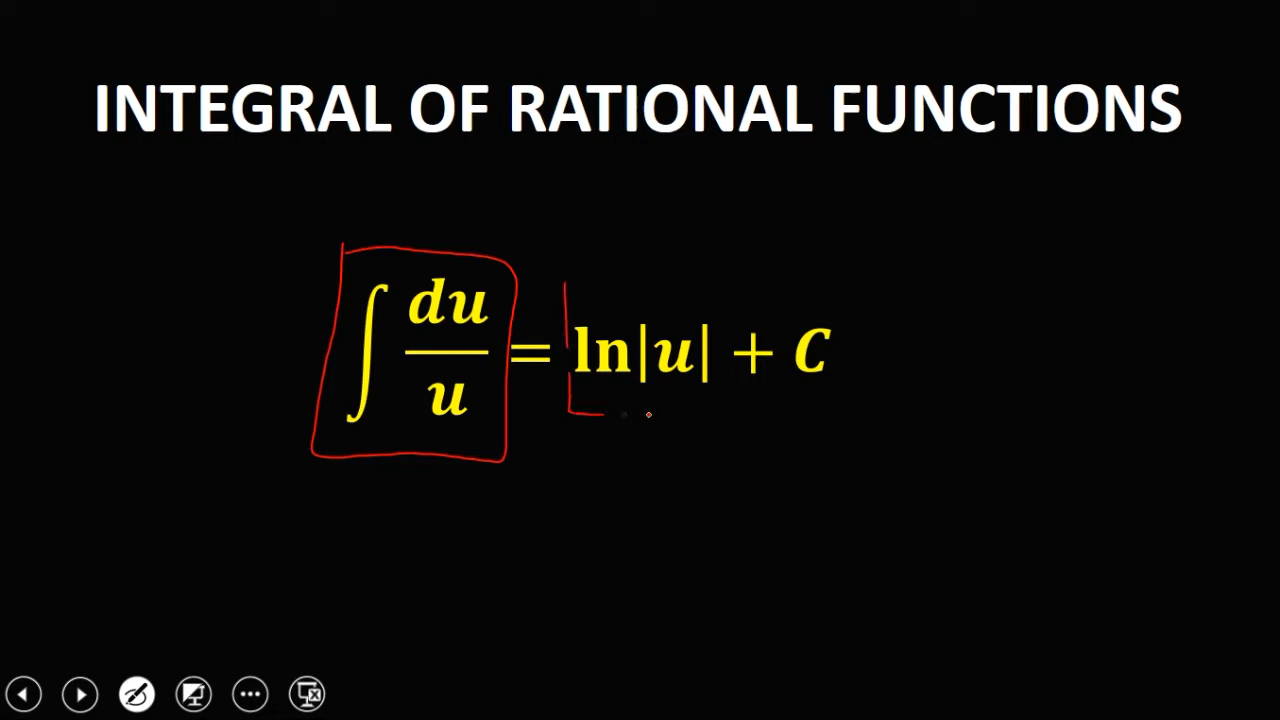 INTEGRAL OF RATIONAL FUNCTIONS
∫ du/u = ln|u| + C